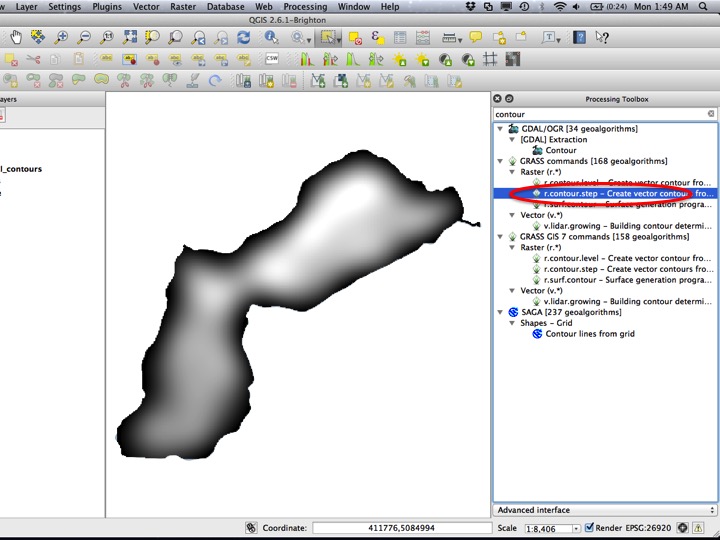 w Layer Settings Plugins Vector Raster Database Web Processing Window Help (0:24) Mon 1:49 AM
QGIS 2.6.1-Brighton
CSW
ayers
l_contours
Processing Toolbox
contour
GDAL/OGR [34 geoalgorithms]
[GDAL] Extraction
Contour
GRASS commands [168 geoalgorithms]
Raster (r.*)
r.contour.level - Create vector contour fro...
r.contour.step - Create vector contours fro...
r.surf.contour - Surface generation progra...
Vector (v.*)
v.lidar.growing - Building contour determi...
GRASS GIS 7 commands [158 geoalgorithms]
Raster (r.*)
r.contour.level - Create vector contour fro...
r.contour.step - Create vector contours fro...
r.surf.contour - Surface generation progra...
Vector (v.*)
v.lidar.growing - Building contour determi...
SAGA [237 geoalgorithms]
Shapes - Grid
Contour lines from grid
Advanced interface
Coordinate: 411776,5084994 Scale 1:8,406 Render EPSG:26920